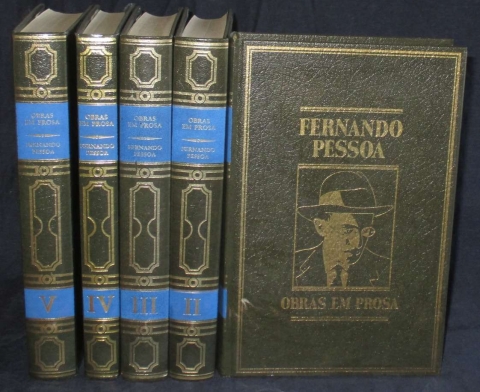 OBRAS
EM PROSA
FERNANDO
PESSOA
V
OBRAS
EM PROSA
FERNANDO
PESSOA
IV
OBRAS
EM PROSA
FERNANDO
PESSOA
III
OBRAS
EM PROSA
FERNANDO
PESSOA
II
FERNANDO
PESSOA
OBRAS EM PROSA